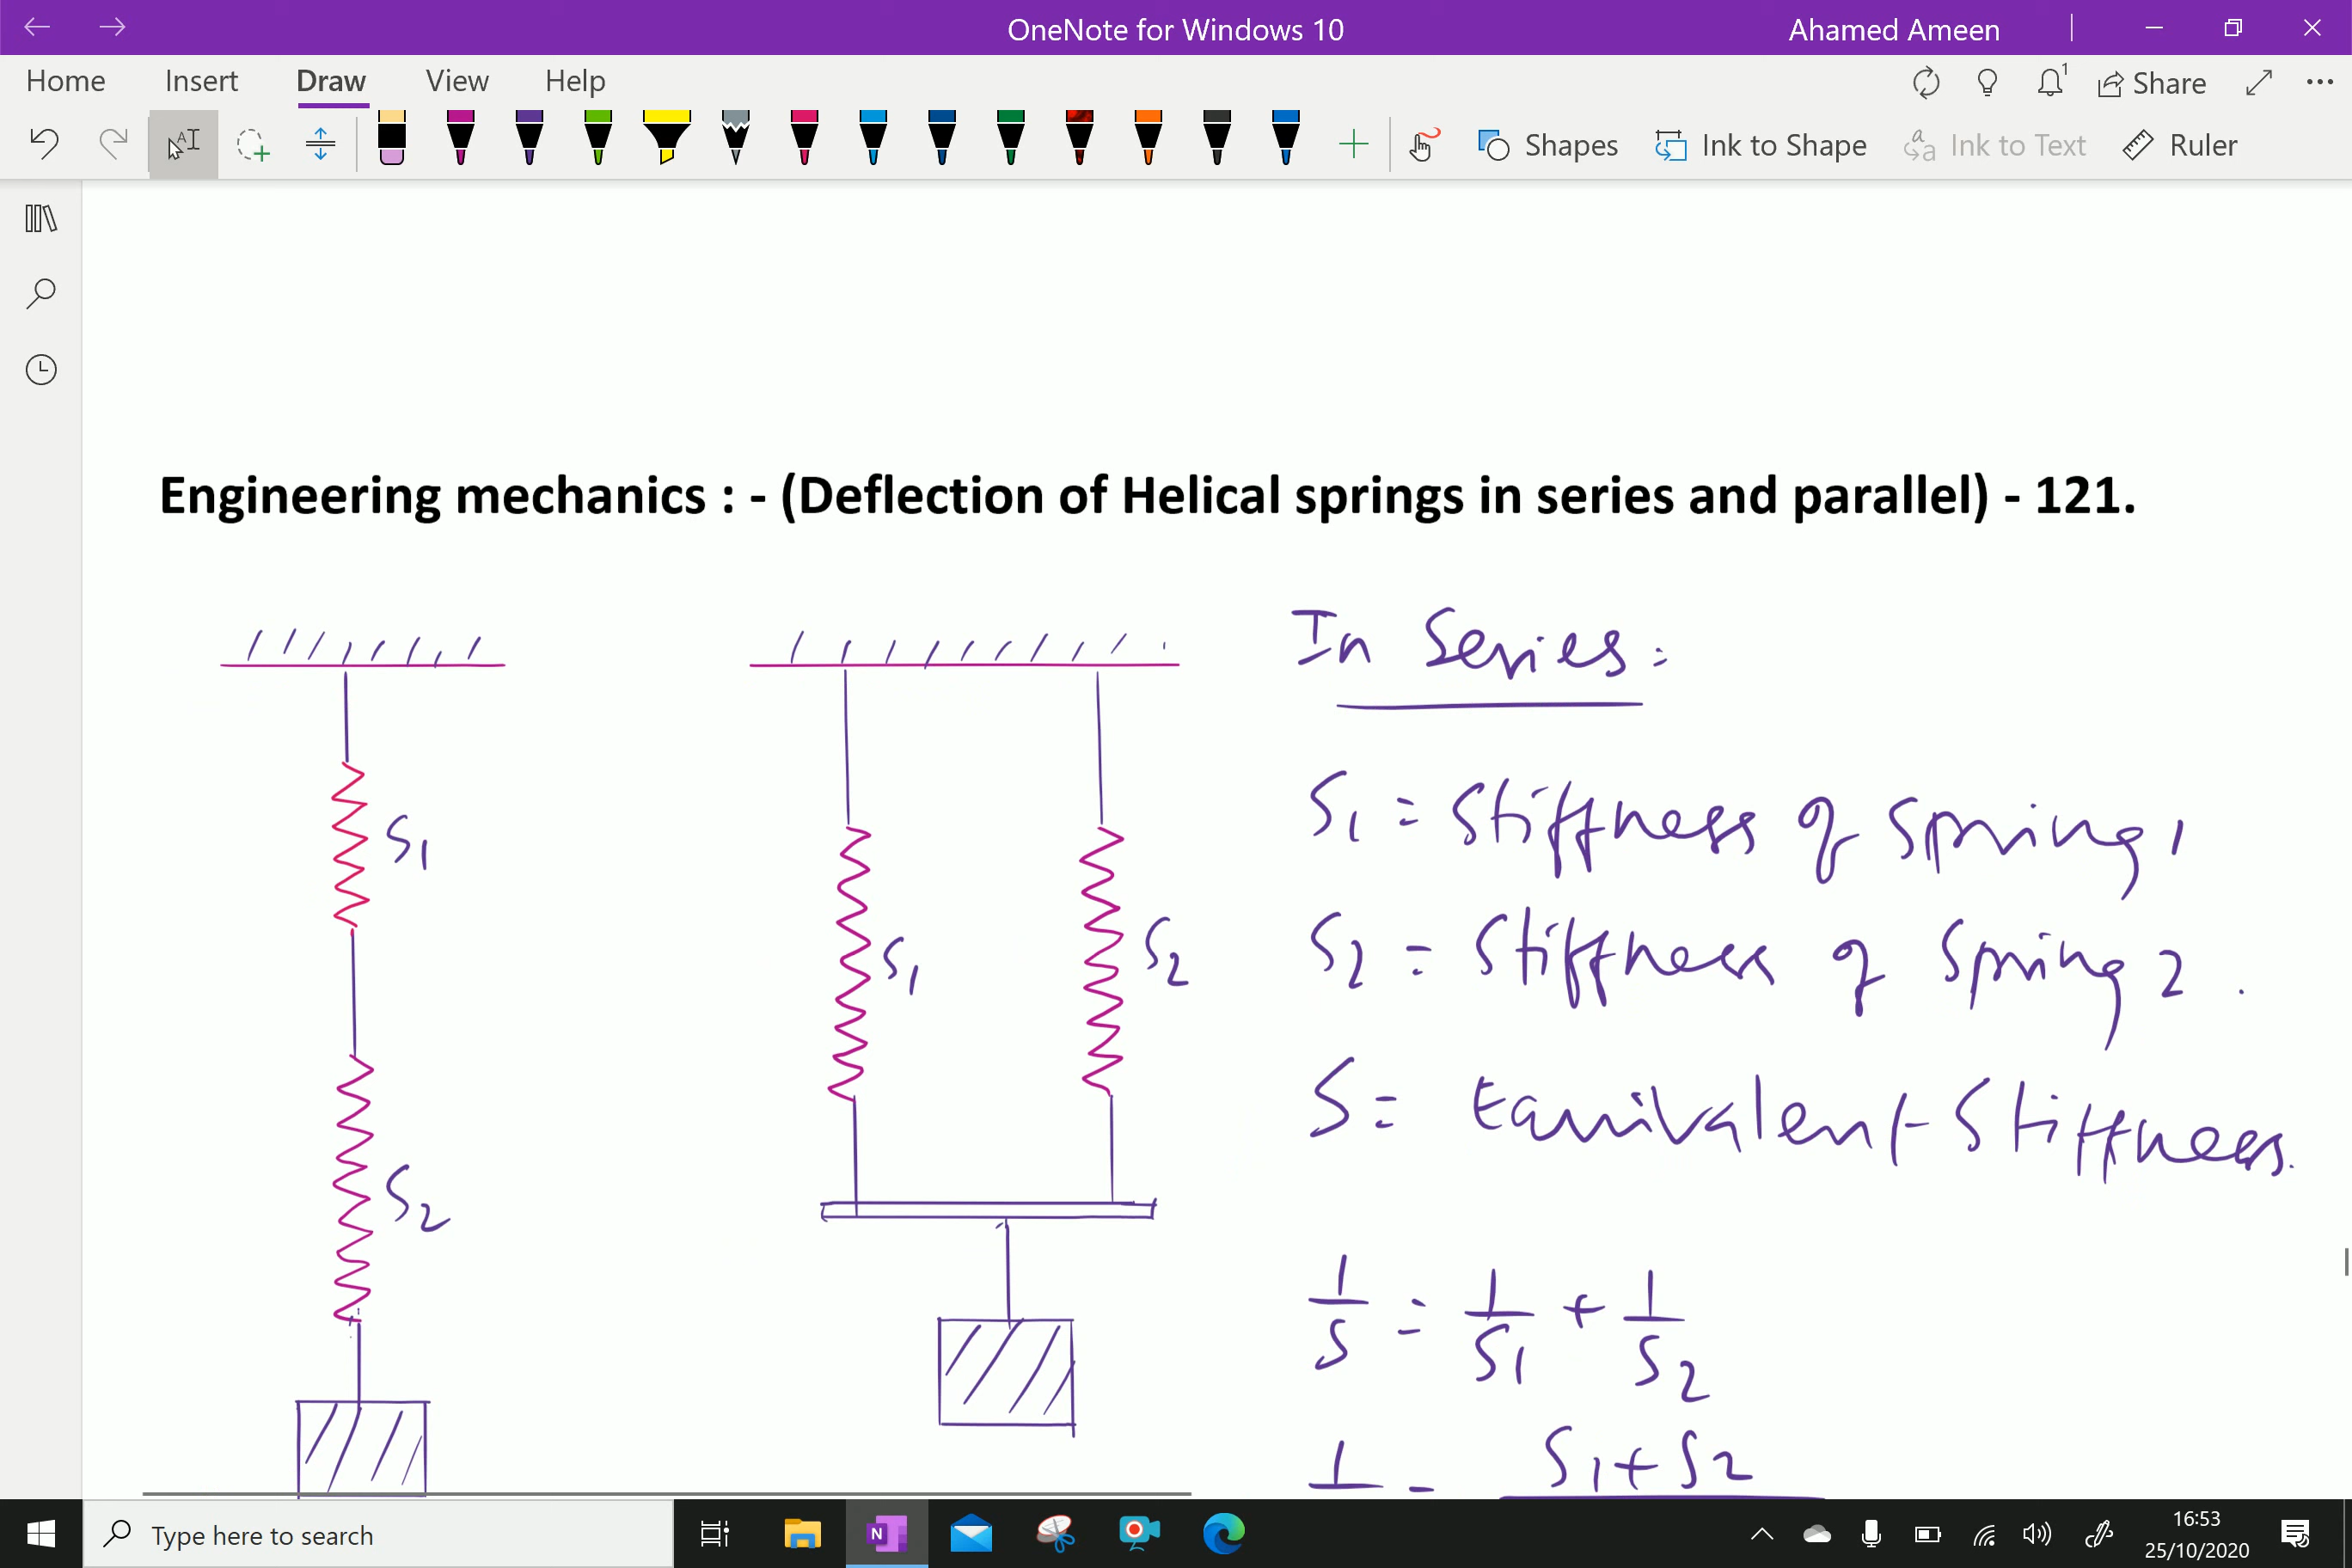 OneNote for Windows 10
Ahamed Ameen
Home Insert Draw View Help
1
Share
AI
Shapes
Ink to Shape
a a Ink to Text
Ruler
Engineering mechanics : - (Deflection of Helical springs in series and parallel) - 121.
In Series:
S1 = Stiffness of spring 1
S2 = Stiffness of spring 2 .
S = Equivalent Stiffness.
1/S = 1/S1 + 1/S2
1 = S1 + S2
S1
S2
S1
S2
N
Type here to search
16:53
25/10/2020